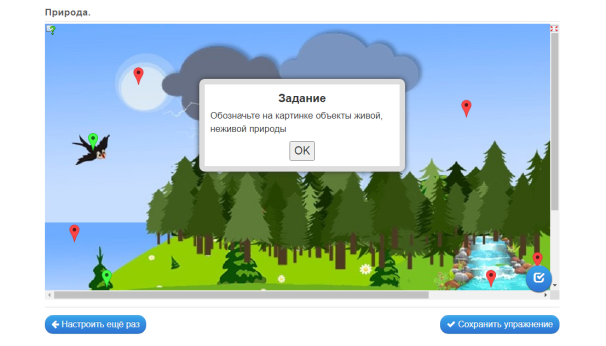 Природа.
Задание
Обозначьте на картинке объекты живой,
неживой природы
OK
Настроить ещё раз
Сохранить упражнение